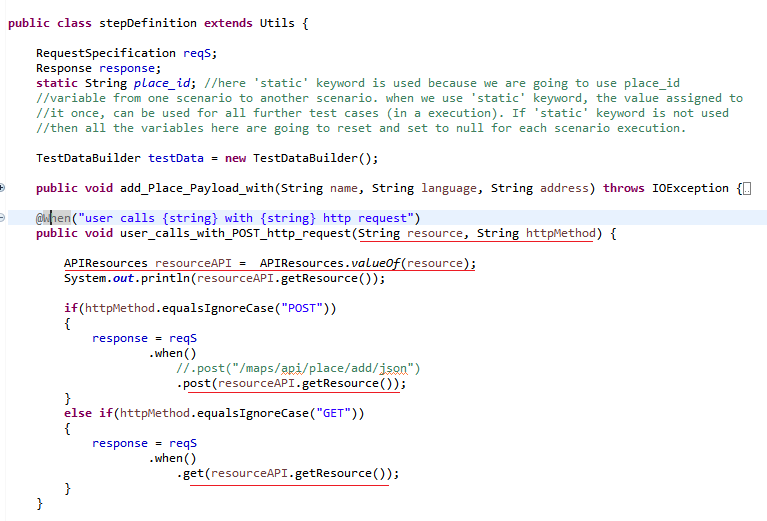 public class stepDefinition extends Utils {
RequestSpecification reqS;
Response response;
static String place_id; //here 'static' keyword is used because we are going to use place_id
//variable from one scenario to another scenario. when we use 'static' keyword, the value assigned to
//it once, can be used for all further test cases (in a execution). If 'static' keyword is not used
//then all the variables here are going to reset and set to null for each scenario execution.
TestDataBuilder testData = new TestDataBuilder();
public void add_Place_Payload_with(String name, String language, String address) throws IOException {
@When("user calls {string} with {string} http request")
public void user_calls_with_POST_http_request(String resource, String httpMethod) {
APIResources resourceAPI =  APIResources.valueOf(resource);
System.out.println(resourceAPI.getResource());
if(httpMethod.equalsIgnoreCase("POST"))
{
response = reqS
.when()
//.post("/maps/api/place/add/json")
.post(resourceAPI.getResource());
}
else if(httpMethod.equalsIgnoreCase("GET"))
{
response = reqS
.when()
.get(resourceAPI.getResource());
}
}